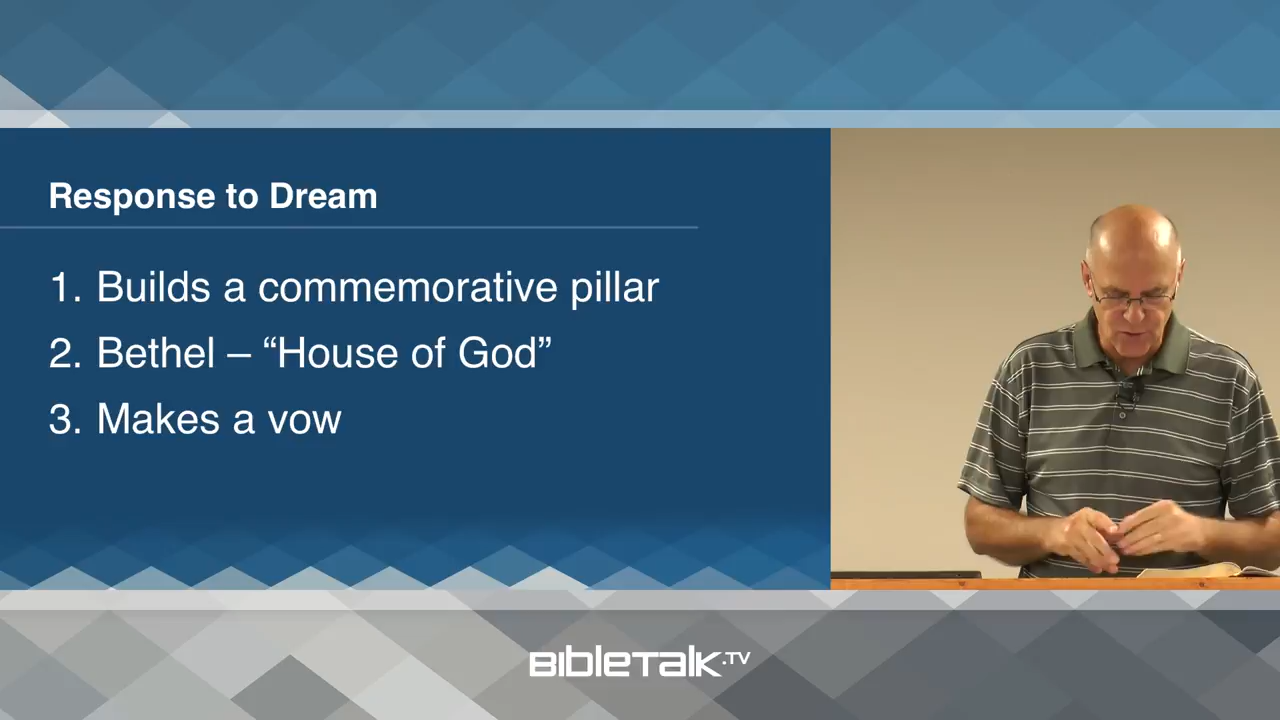 Response to Dream
1. Builds a commemorative pillar
2. Bethel – “House of God”
3. Makes a vow
BIBLETALK.TV